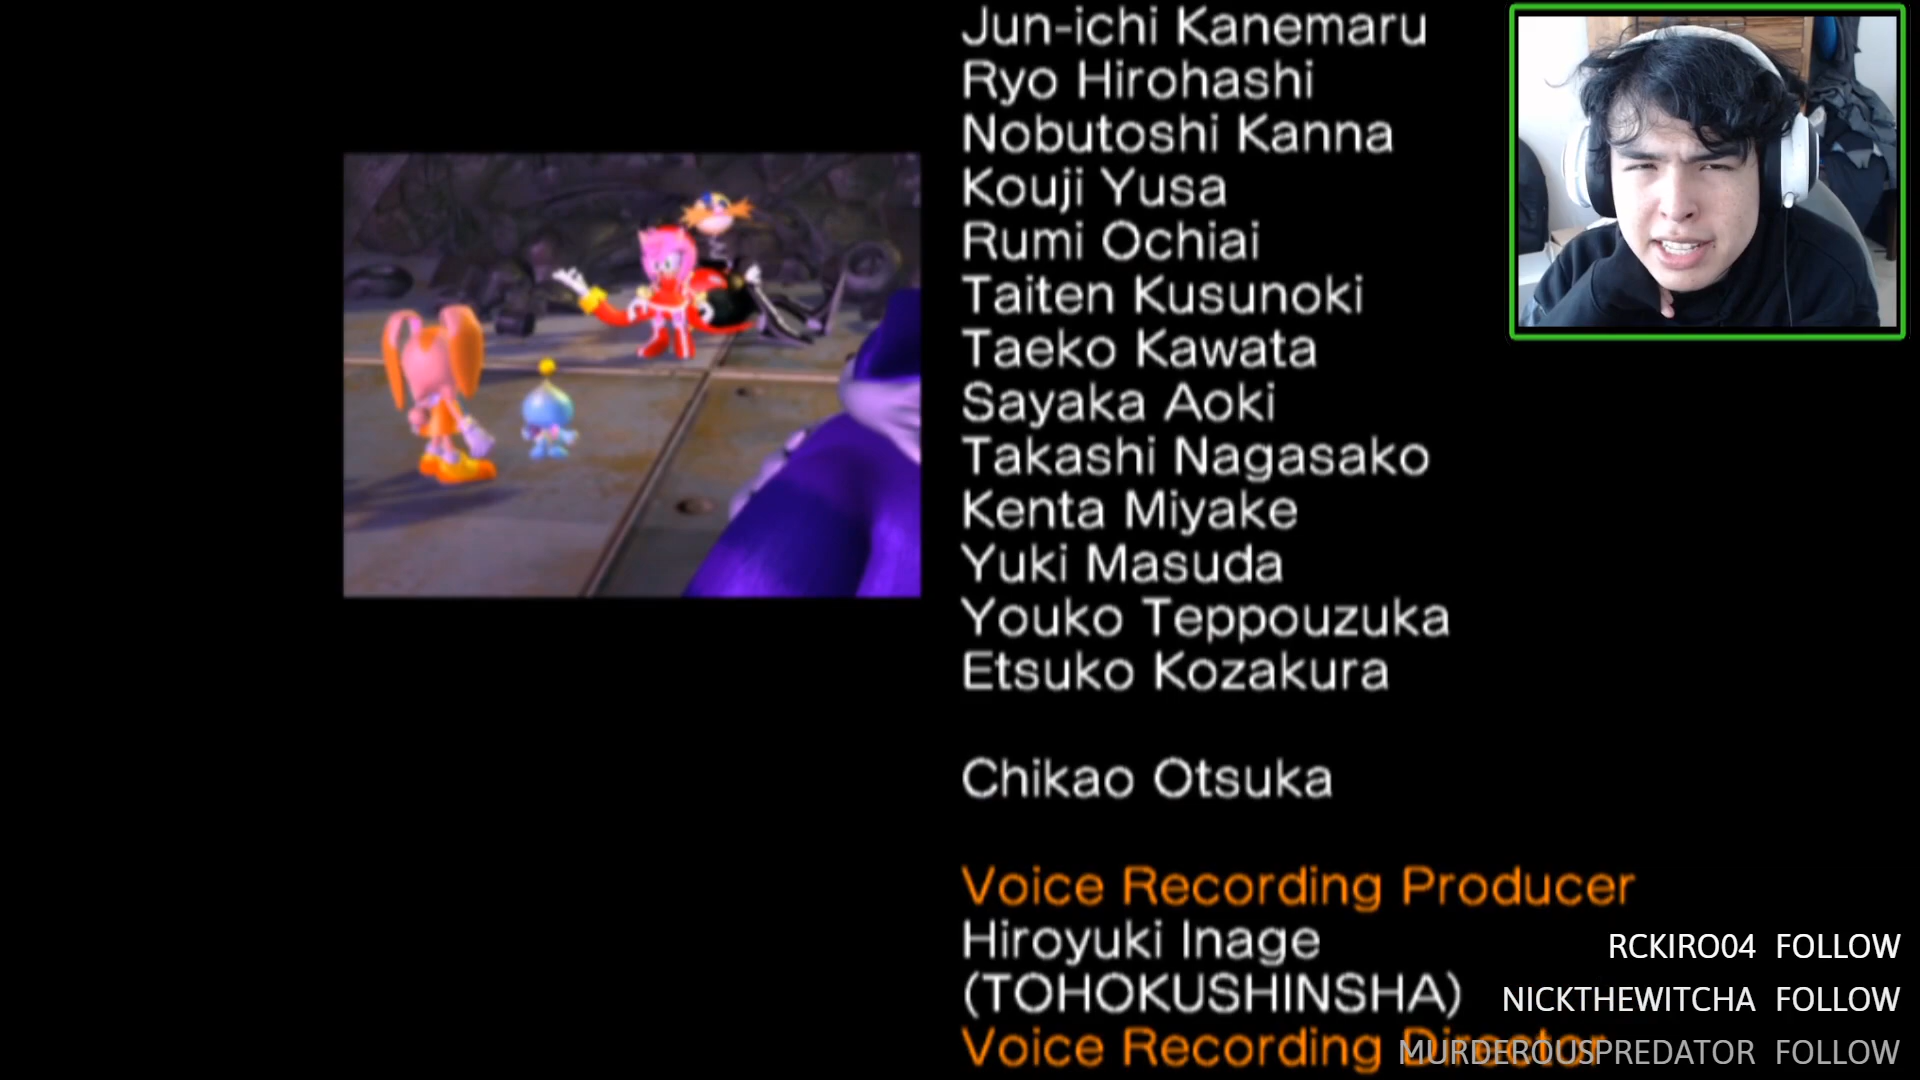 Jun-ichi Kanemaru
Ryo Hirohashi
Nobutoshi Kanna
Kouji Yusa
Rumi Ochiai
Taiten Kusunoki
Taeko Kawata
Sayaka Aoki
Takashi Nagasako
Kenta Miyake
Yuki Masuda
Youko Teppouzuka
Etsuko Kozakura
Chikao Otsuka
Voice Recording Producer
Hiroyuki Inage
(TOHOKUSHINSHA)
Voice Recording Director
RCKIRO04 FOLLOW
NICKTHEWITCHA FOLLOW
MURDEROUSPREDATOR FOLLOW